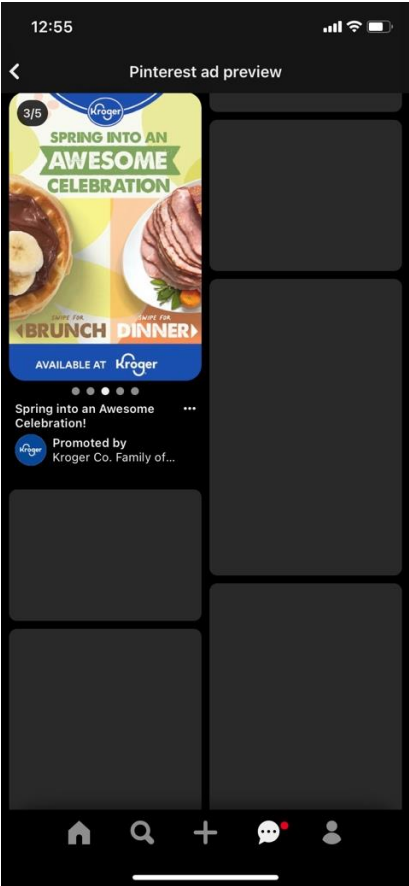 12:55
Pinterest ad preview
3/5
Kroger
SPRING INTO AN
AWESOME
CELEBRATION
SWIPE FOR
BRUNCH
SWIPE FOR
DINNER
AVAILABLE AT Kroger
Spring into an Awesome
Celebration!
Kroger
Promoted by
Kroger Co. Family of...